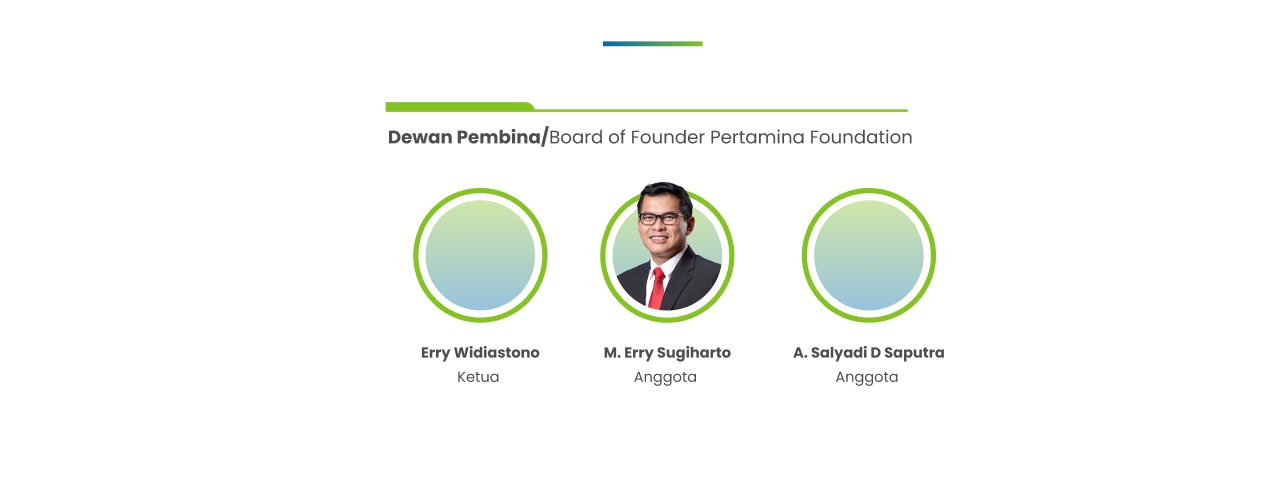 Dewan Pembina/Board of Founder Pertamina Foundation
Erry Widiastono
Ketua
M. Erry Sugiharto
Anggota
A. Salyadi D Saputra
Anggota